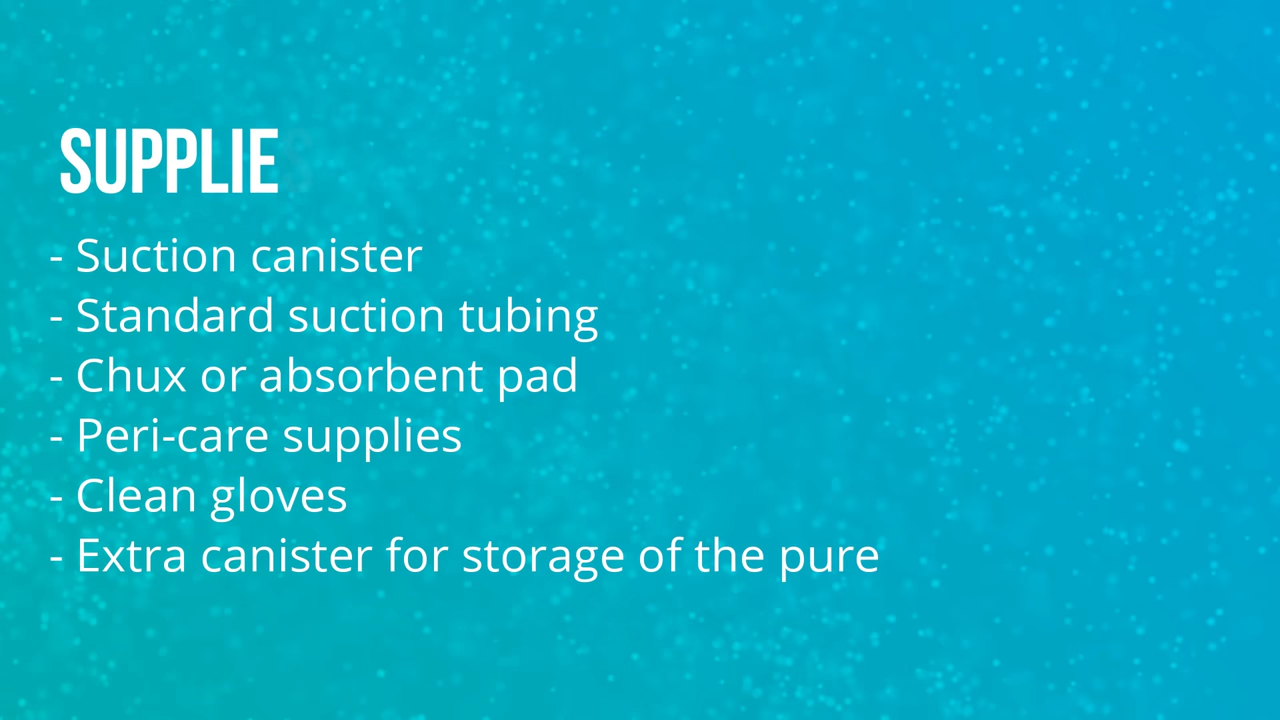 SUPPLIES
- Suction canister
- Standard suction tubing
- Chux or absorbent pad
- Peri-care supplies
- Clean gloves
- Extra canister for storage of the pure